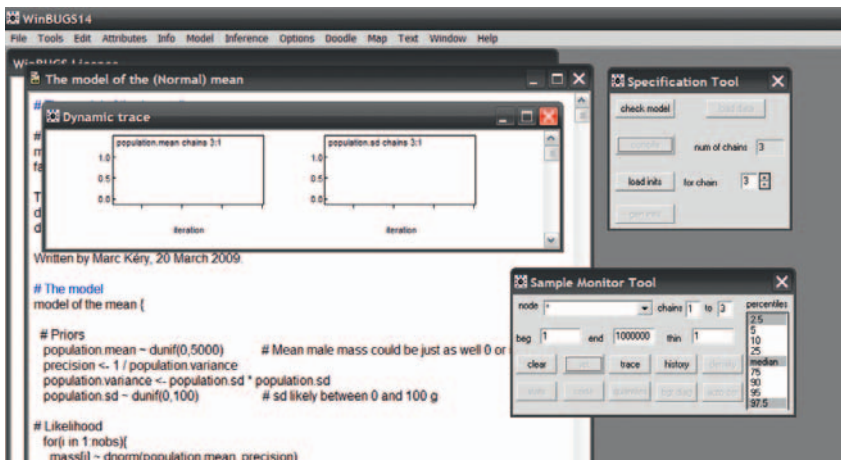 WinBUGS14
File Tools Edit Attributes Info Model Inference Options Doodle Map Text Window Help
The model of the (Normal) mean
Dynamic trace
population.mean chains 3:1
1.0
0.5
0.0
iteration
population.sd chains 3:1
1.0
0.5
0.0
iteration
Written by Marc Kéry, 20 March 2009.
# The model
model of the mean {
# Priors
population.mean ~ dunif(0,5000) # Mean male mass could be just as well 0 or
precision <- 1 / population.variance
population.variance <- population.sd * population.sd
population.sd ~ dunif(0,100) # sd likely between 0 and 100 g
# Likelihood
for(i in 1:nobs){
mass[i] ~ dnorm(population.mean, precision)
Specification Tool
check model load data
compile num of chains 3
load inits for chain 3
gen inits
Sample Monitor Tool
node * chains 1 to 3 percentiles
beg 1 end 1000000 thin 1
clear set trace history density
stats coda quantiles bgr diag auto cor
2.5
5
10
25
median
75
90
95
97.5